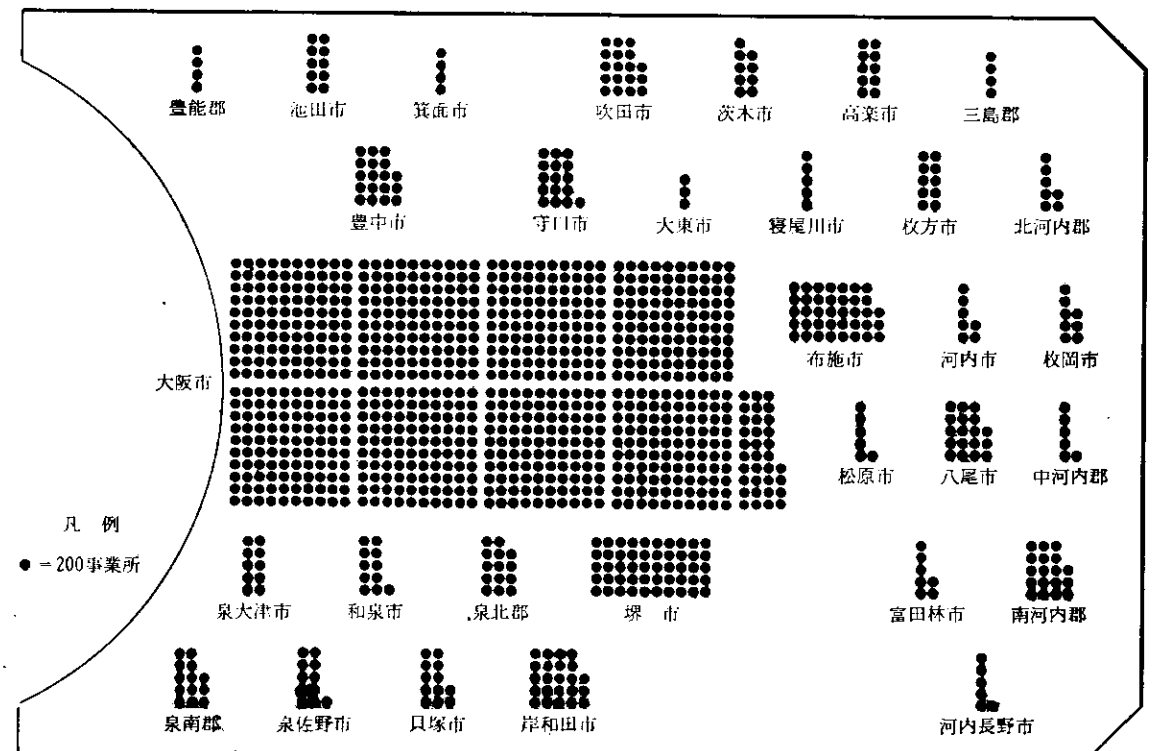 豊能郡
池田市
箕面市
吹田市
茨木市
高槻市
三島郡
豊中市
守口市
大東市
寝屋川市
枚方市
北河内郡
大阪市
布施市
河内市
枚岡市
松原市
八尾市
中河内郡
凡 例
● = 200事業所
泉大津市
和泉市
泉北郡
堺 市
富田林市
南河内郡
泉南郡
泉佐野市
貝塚市
岸和田市
河内長野市